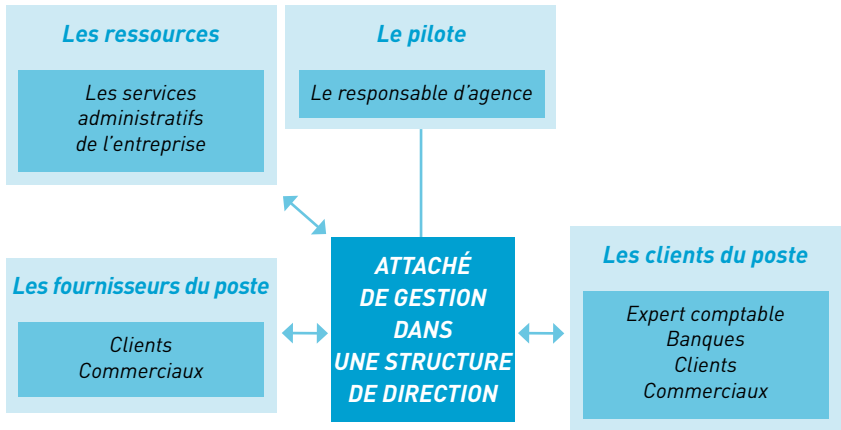 Les ressources
Les services
administratifs
de l'entreprise
Le pilote
Le responsable d'agence
Les fournisseurs du poste
Clients
Commerciaux
ATTACHÉ
DE GESTION
DANS
UNE STRUCTURE
DE DIRECTION
Les clients du poste
Expert comptable
Banques
Clients
Commerciaux